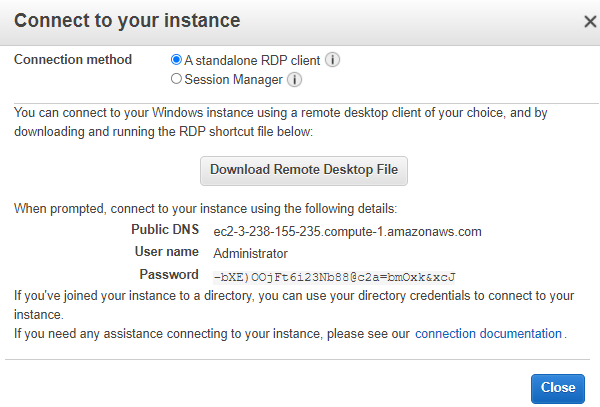 Connect to your instance
Connection method
A standalone RDP client
Session Manager
You can connect to your Windows instance using a remote desktop client of your choice, and by
downloading and running the RDP shortcut file below:
Download Remote Desktop File
When prompted, connect to your instance using the following details:
Public DNS ec2-3-238-155-235.compute-1.amazonaws.com
User name Administrator
Password -bXE)OOjFt6i23Nb88@c2a=bmOxk&xcJ
If you've joined your instance to a directory, you can use your directory credentials to connect to your
instance.
If you need any assistance connecting to your instance, please see our connection documentation.
Close